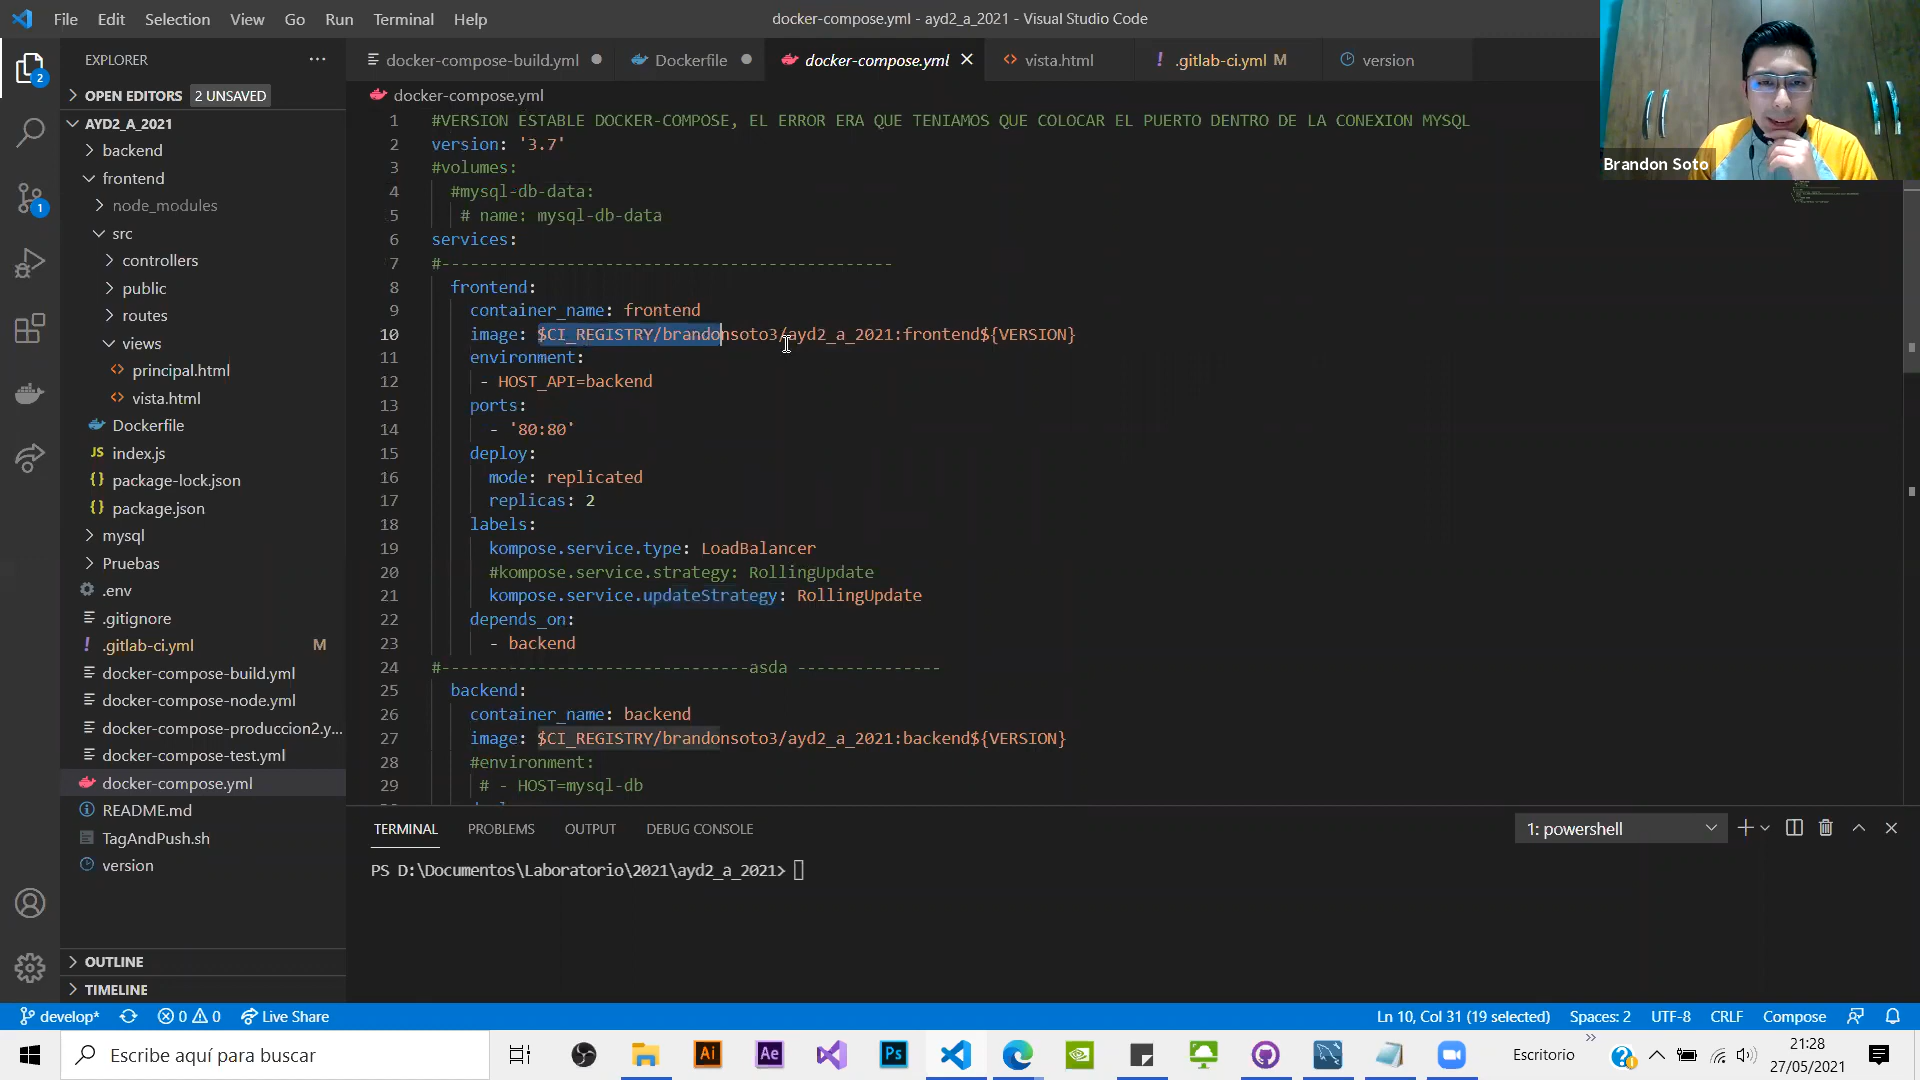 File Edit Selection View Go Run Terminal Help
docker-compose.yml - ayd2_a_2021 - Visual Studio Code
EXPLORER
docker-compose-build.yml
Dockerfile
docker-compose.yml
vista.html
.gitlab-ci.yml M
version
OPEN EDITORS 2 UNSAVED
AYD2_A_2021
backend
frontend
node_modules
src
controllers
public
routes
views
principal.html
vista.html
Dockerfile
JS index.js
{} package-lock.json
{} package.json
mysql
Pruebas
.env
.gitignore
! .gitlab-ci.yml M
docker-compose-build.yml
docker-compose-node.yml
docker-compose-produccion2.y...
docker-compose-test.yml
docker-compose.yml
README.md
TagAndPush.sh
version
OUTLINE
TIMELINE
2
1
docker-compose.yml
1 #VERSION ESTABLE DOCKER-COMPOSE, EL ERROR ERA QUE TENIAMOS QUE COLOCAR EL PUERTO DENTRO DE LA CONEXION MYSQL
2 version: '3.7'
3 #volumes:
4 #mysql-db-data:
5 # name: mysql-db-data
6 services:
7 #-----------------------------------------------
8 frontend:
9 container_name: frontend
10 image: $CI_REGISTRY/brandonsoto3/ayd2_a_2021:frontend${VERSION}
11 environment:
12 - HOST_API=backend
13 ports:
14 - '80:80'
15 deploy:
16 mode: replicated
17 replicas: 2
18 labels:
19 kompose.service.type: LoadBalancer
20 #kompose.service.strategy: RollingUpdate
21 kompose.service.updateStrategy: RollingUpdate
22 depends_on:
23 - backend
24 #--------------------------------asda ---------------
25 backend:
26 container_name: backend
27 image: $CI_REGISTRY/brandonsoto3/ayd2_a_2021:backend${VERSION}
28 #environment:
29 # - HOST=mysql-db
Brandon Soto
TERMINAL PROBLEMS OUTPUT DEBUG CONSOLE
1: powershell
PS D:\Documentos\Laboratorio\2021\ayd2_a_2021>
develop* 0 0 Live Share
Ln 10, Col 31 (19 selected) Spaces: 2 UTF-8 CRLF Compose
Escribe aquí para buscar
Ai
Ae
Ps
Escritorio
21:28
27/05/2021